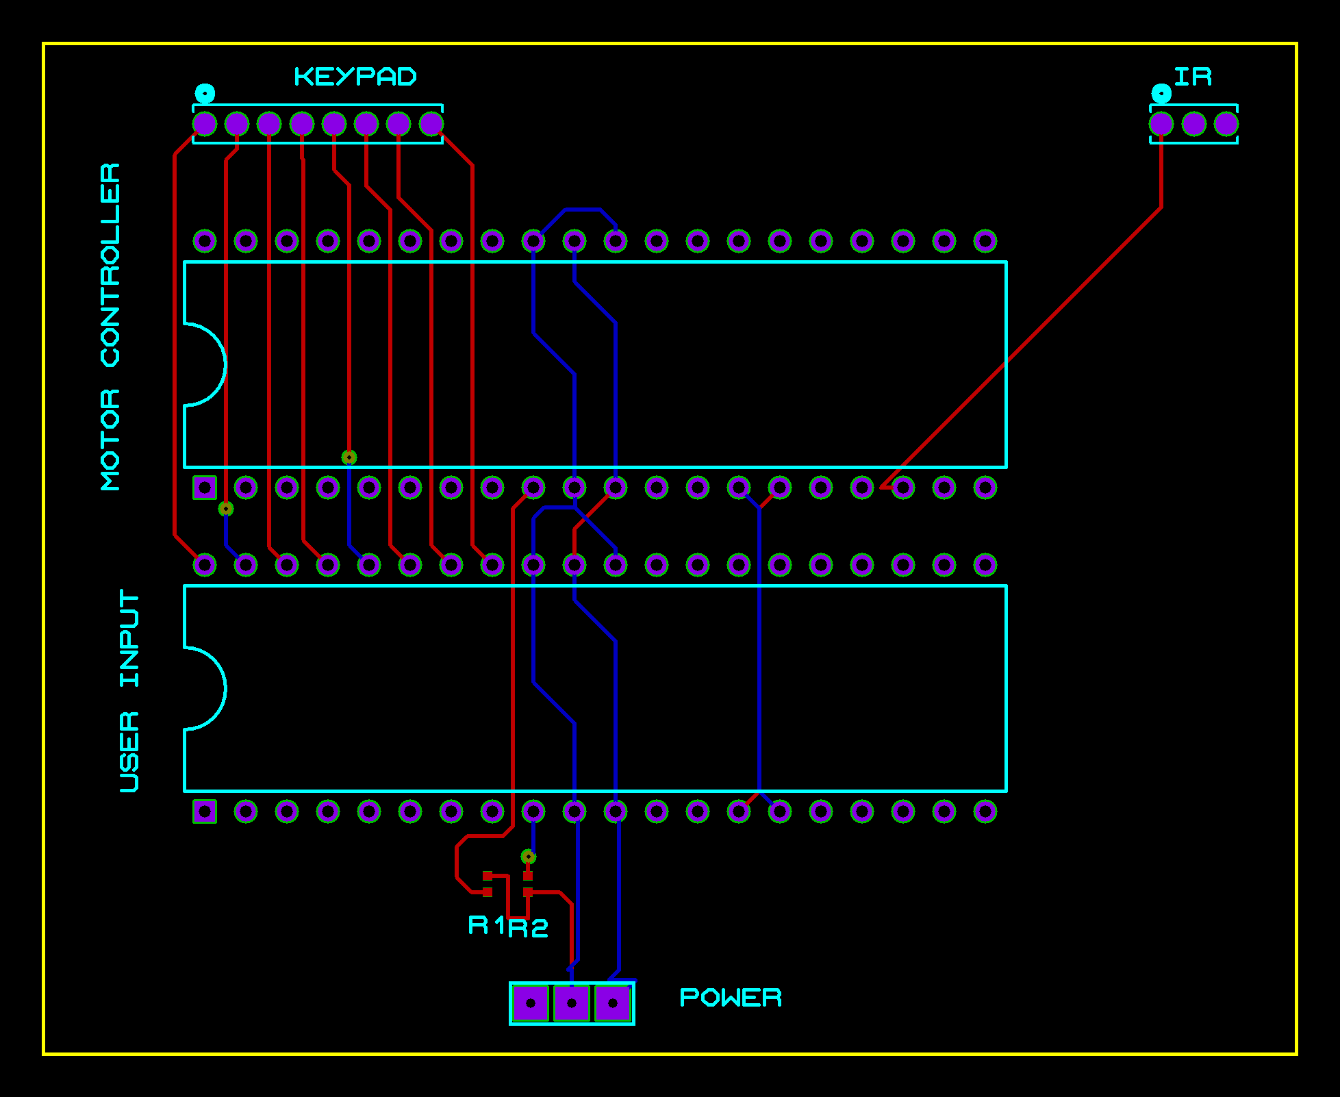 KEYPAD
IR
MOTOR CONTROLLER
USER INPUT
R1
R2
POWER